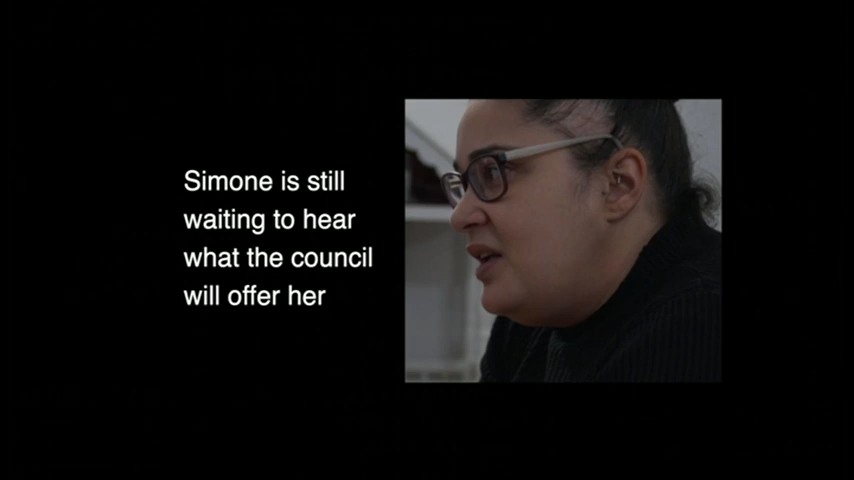 Simone is still
waiting to hear
what the council
will offer her